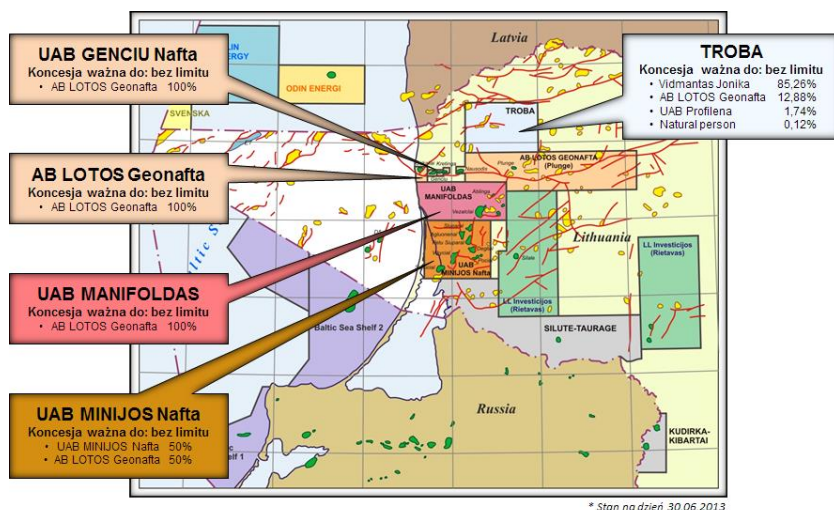 UAB GENCIU Nafta
Koncesja ważna do: bez limitu
• AB LOTOS Geonafta 100%
AB LOTOS Geonafta
Koncesja ważna do: bez limitu
• AB LOTOS Geonafta 100%
UAB MANIFOLDAS
Koncesja ważna do: bez limitu
• AB LOTOS Geonafta 100%
UAB MINIJOS Nafta
Koncesja ważna do: bez limitu
• UAB MINIJOS Nafta 50%
• AB LOTOS Geonafta 50%
TROBA
Koncesja ważna do: bez limitu
• Vidmantas Jonika 85,26%
• AB LOTOS Geonafta 12,88%
• UAB Profilena 1,74%
• Natural person 0,12%
Latvia
ODIN ENERGI
SVENSKA
TROBA
AB LOTOS GEONAFTA
(Plunge)
Plunge
Genciu
UAB
MANIFOLDAS
Ablinga
Vezaiciai
UAB
MINIJOS Nafta
Lithuania
LL Investicijos
(Rietavas)
Silale
LL Investicijos
(Rietavas)
SILUTE-TAURAGE
Baltic Sea Shelf 2
Russia
KUDIRKA-
KIBARTAI
* Stan na dzień 30.06.2013